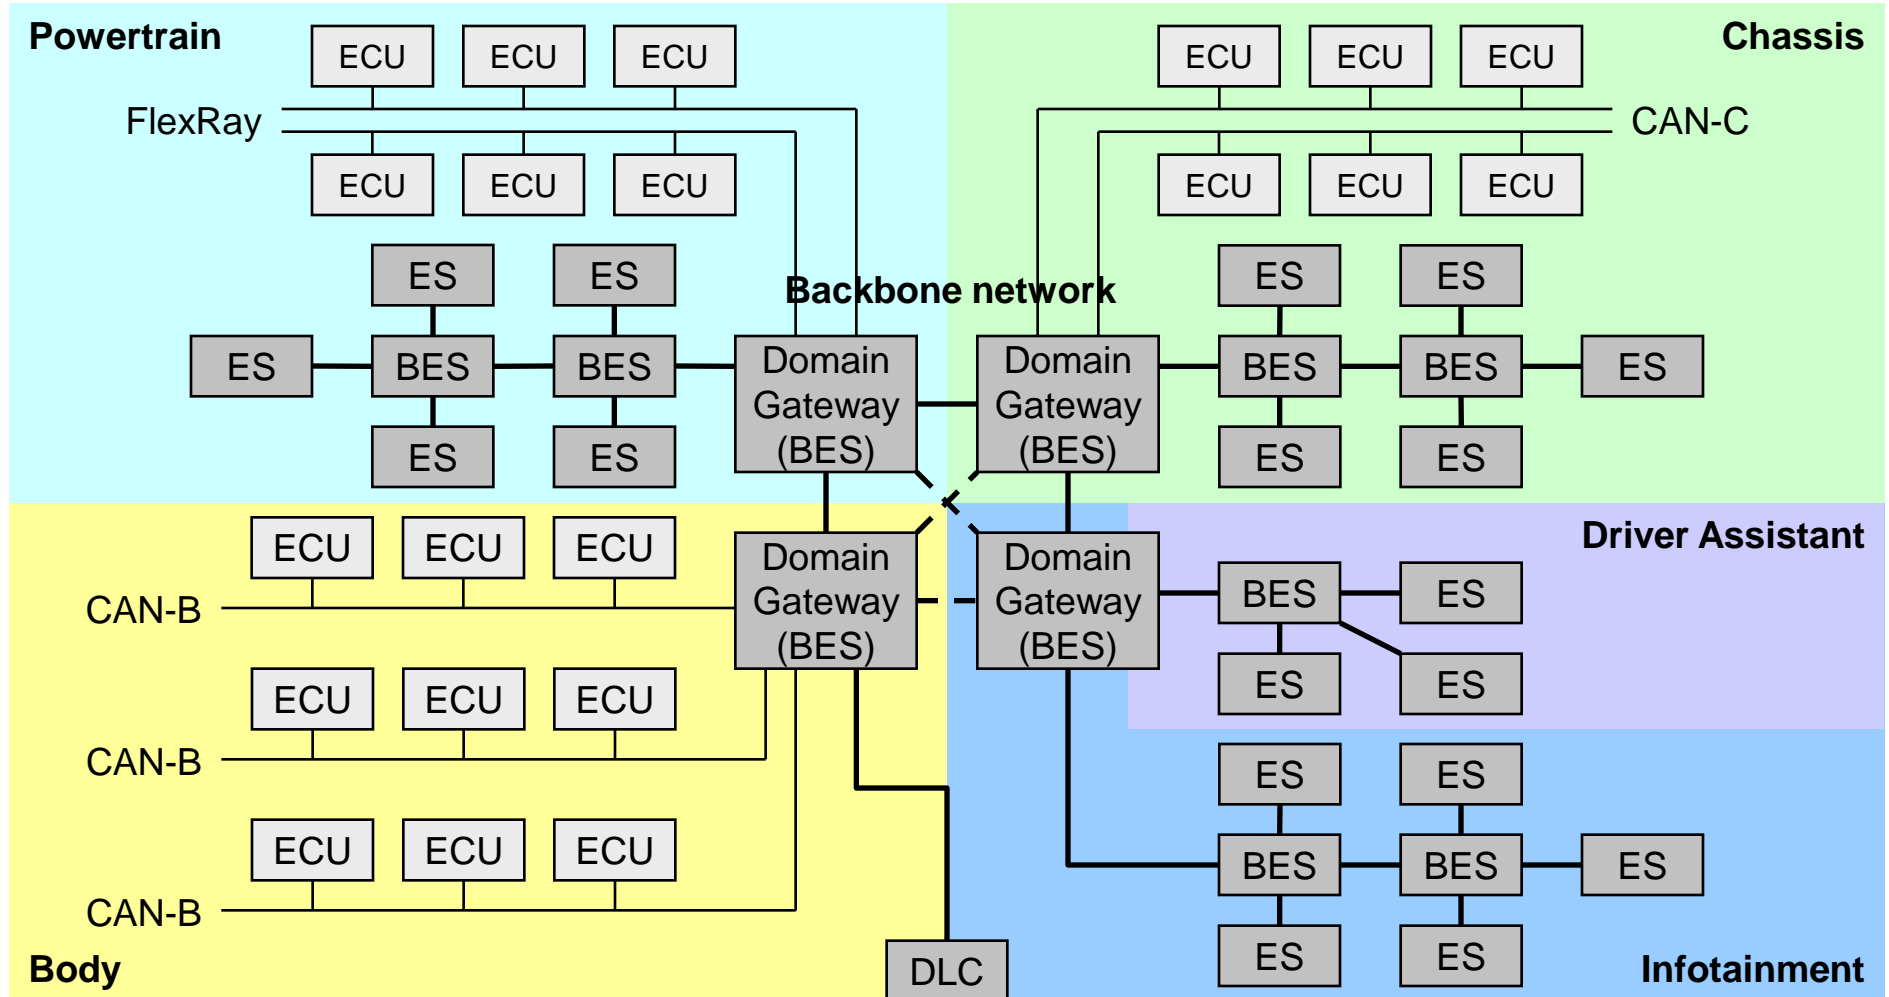 Powertrain
ECU
ECU
ECU
FlexRay
ECU
ECU
ECU
ES
ES
ES
BES
BES
ES
ES
Chassis
ECU
ECU
ECU
CAN-C
ECU
ECU
ECU
Backbone network
Domain
Gateway
(BES)
Domain
Gateway
(BES)
ES
ES
BES
BES
ES
ES
ES
ECU
ECU
ECU
CAN-B
ECU
ECU
ECU
CAN-B
ECU
ECU
ECU
CAN-B
Body
Domain
Gateway
(BES)
DLC
Domain
Gateway
(BES)
Driver Assistant
BES
ES
ES
ES
ES
ES
BES
BES
ES
ES
ES
Infotainment